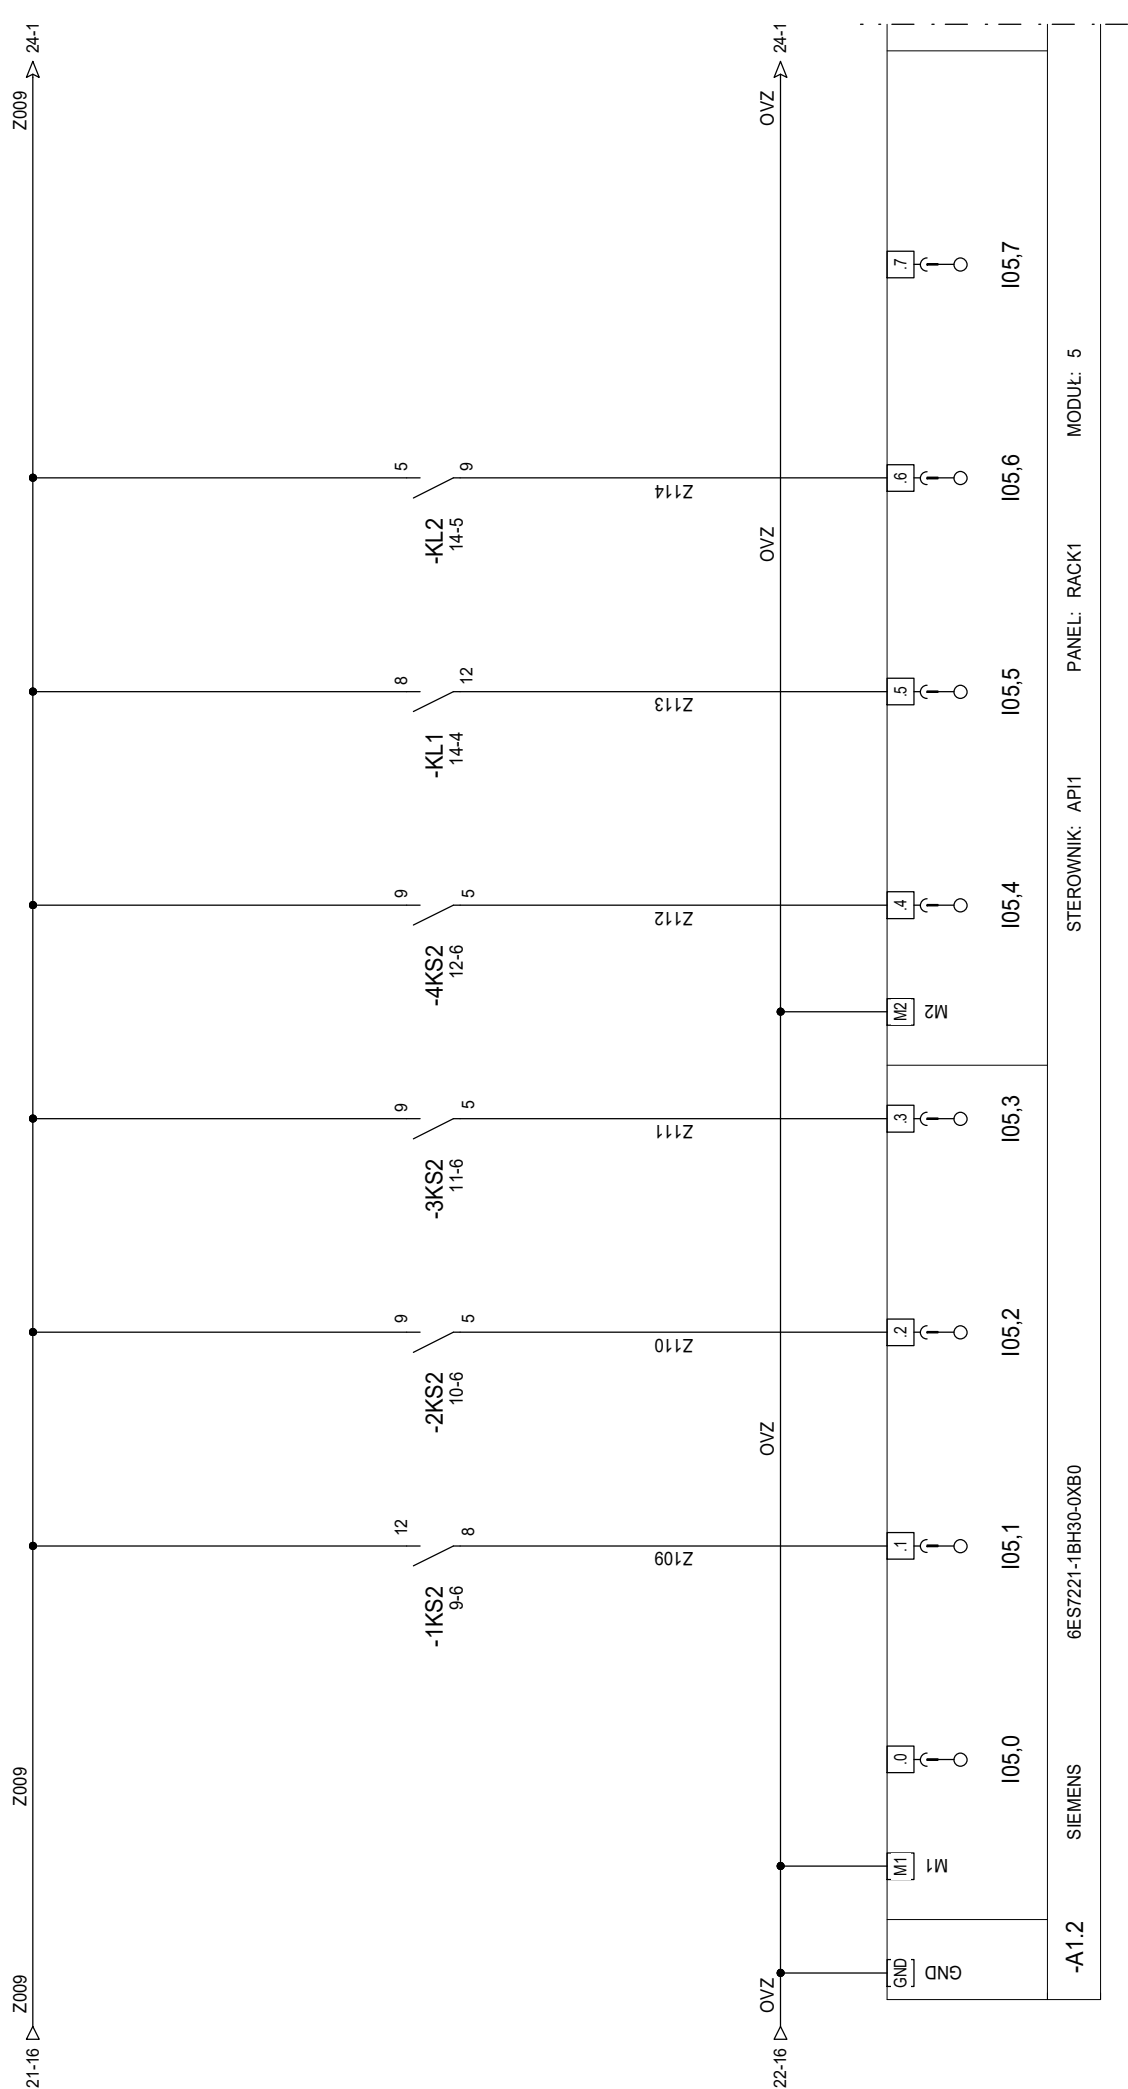 21-16
Z009
Z009
Z009
24-1
-1KS2
9-6
12
8
Z109
-2KS2
10-6
9
5
Z110
-3KS2
11-6
9
5
Z111
-4KS2
12-6
9
5
Z112
-KL1
14-4
8
12
Z113
-KL2
14-5
5
9
Z114
22-16
OVZ
OVZ
OVZ
OVZ
24-1
GND
M1
.0
.1
.2
.3
M2
.4
.5
.6
.7
GND
M1
M2
I05,0
I05,1
I05,2
I05,3
I05,4
I05,5
I05,6
I05,7
-A1.2
SIEMENS
6ES7221-1BH30-0XB0
STEROWNIK: API1
PANEL: RACK1
MODUŁ: 5